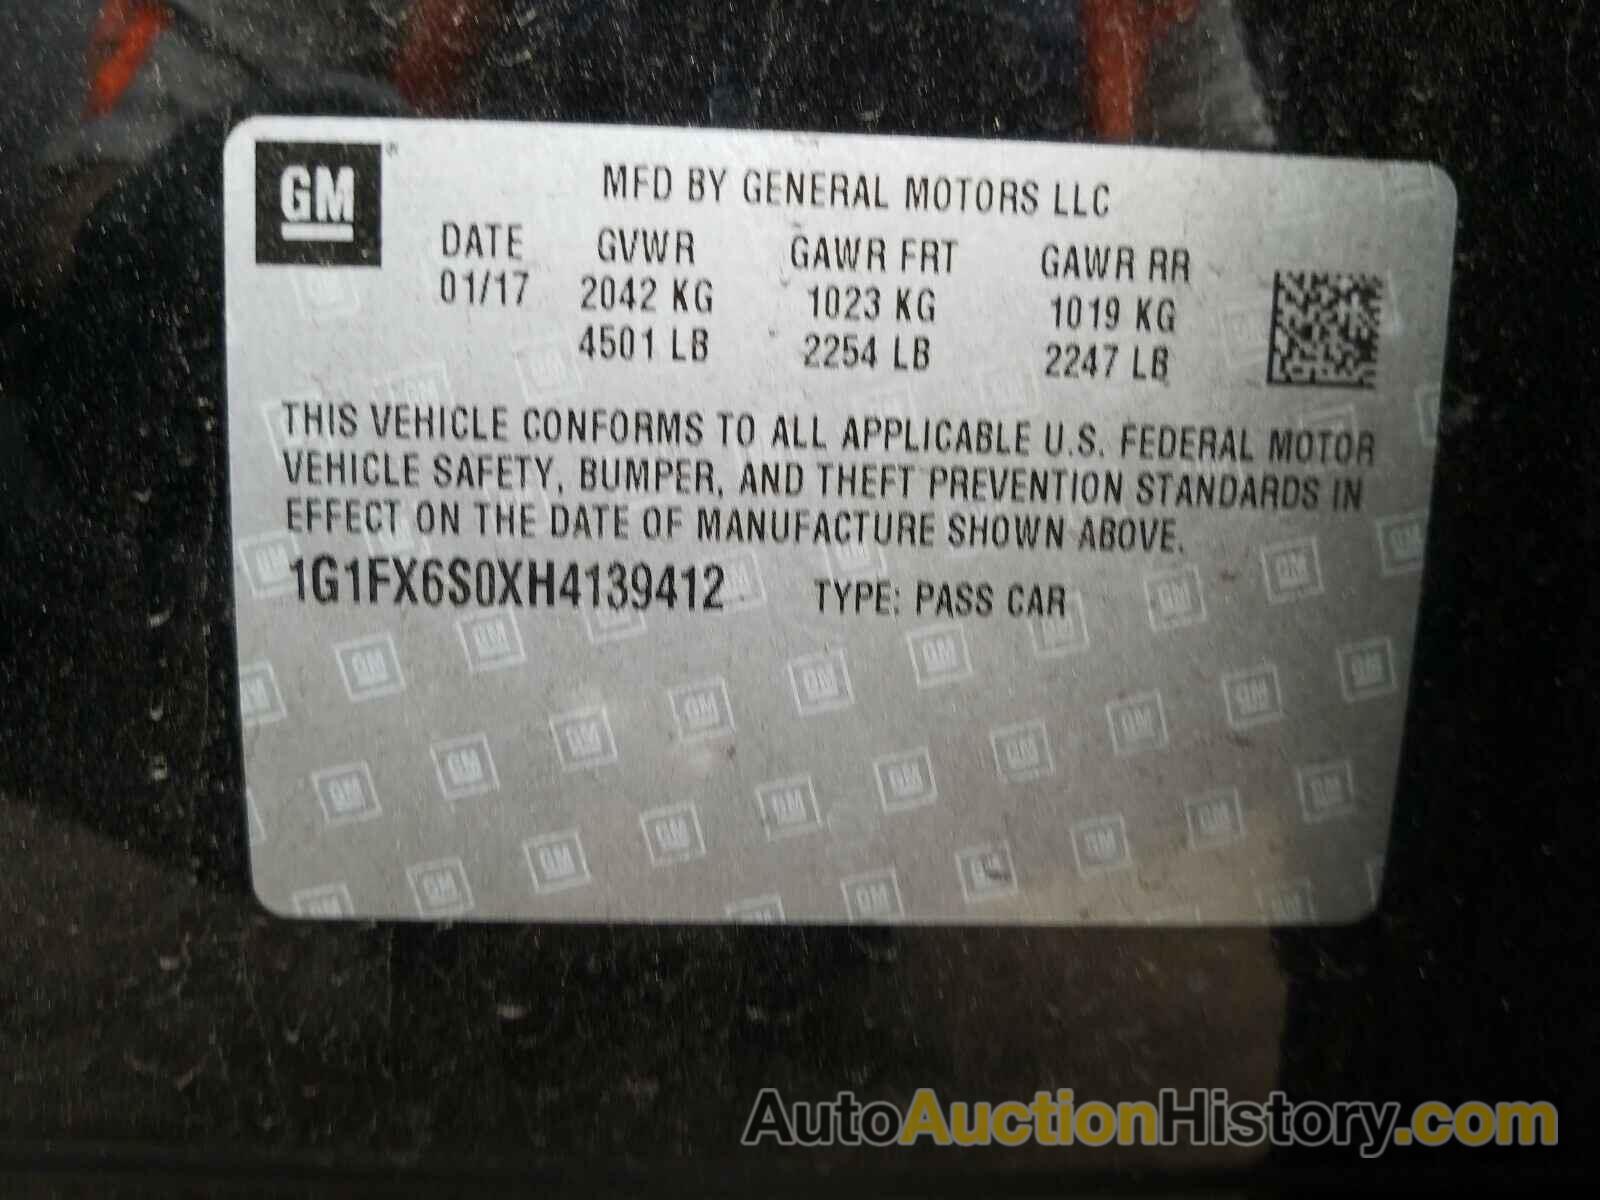 GM
MFD BY GENERAL MOTORS LLC
DATE GVWR GAWR FRT GAWR RR
01/17 2042 KG 1023 KG 1019 KG
4501 LB 2254 LB 2247 LB
THIS VEHICLE CONFORMS TO ALL APPLICABLE U.S. FEDERAL MOTOR
VEHICLE SAFETY, BUMPER, AND THEFT PREVENTION STANDARDS IN
EFFECT ON THE DATE OF MANUFACTURE SHOWN ABOVE.
1G1FX6S0XH4139412 TYPE: PASS CAR
AutoAuctionHistory.com